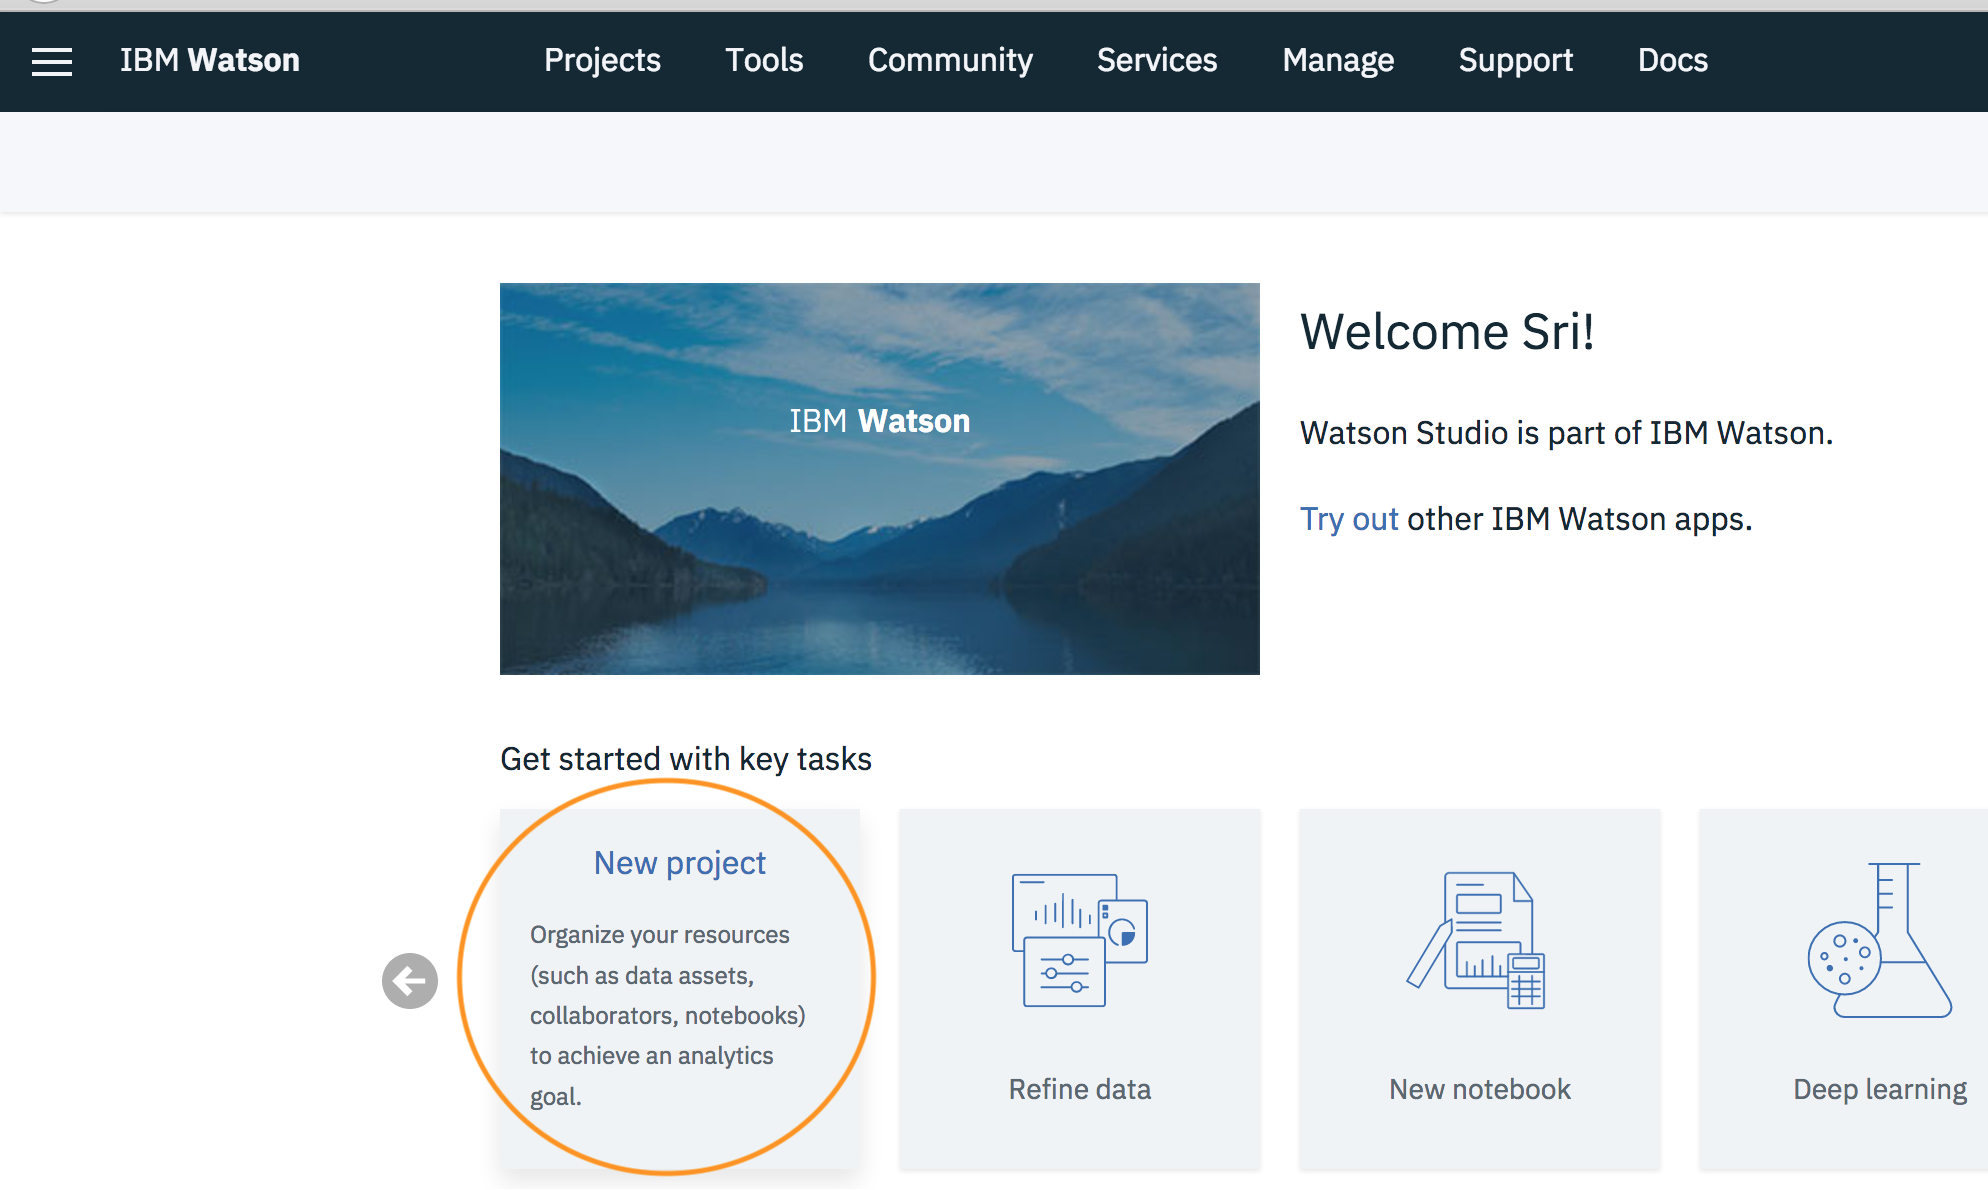 IBM Watson Projects Tools Community Services Manage Support Docs
IBM Watson
Welcome Sri!
Watson Studio is part of IBM Watson.
Try out other IBM Watson apps.
Get started with key tasks
New project
Organize your resources
(such as data assets,
collaborators, notebooks)
to achieve an analytics
goal.
Refine data
New notebook
Deep learning